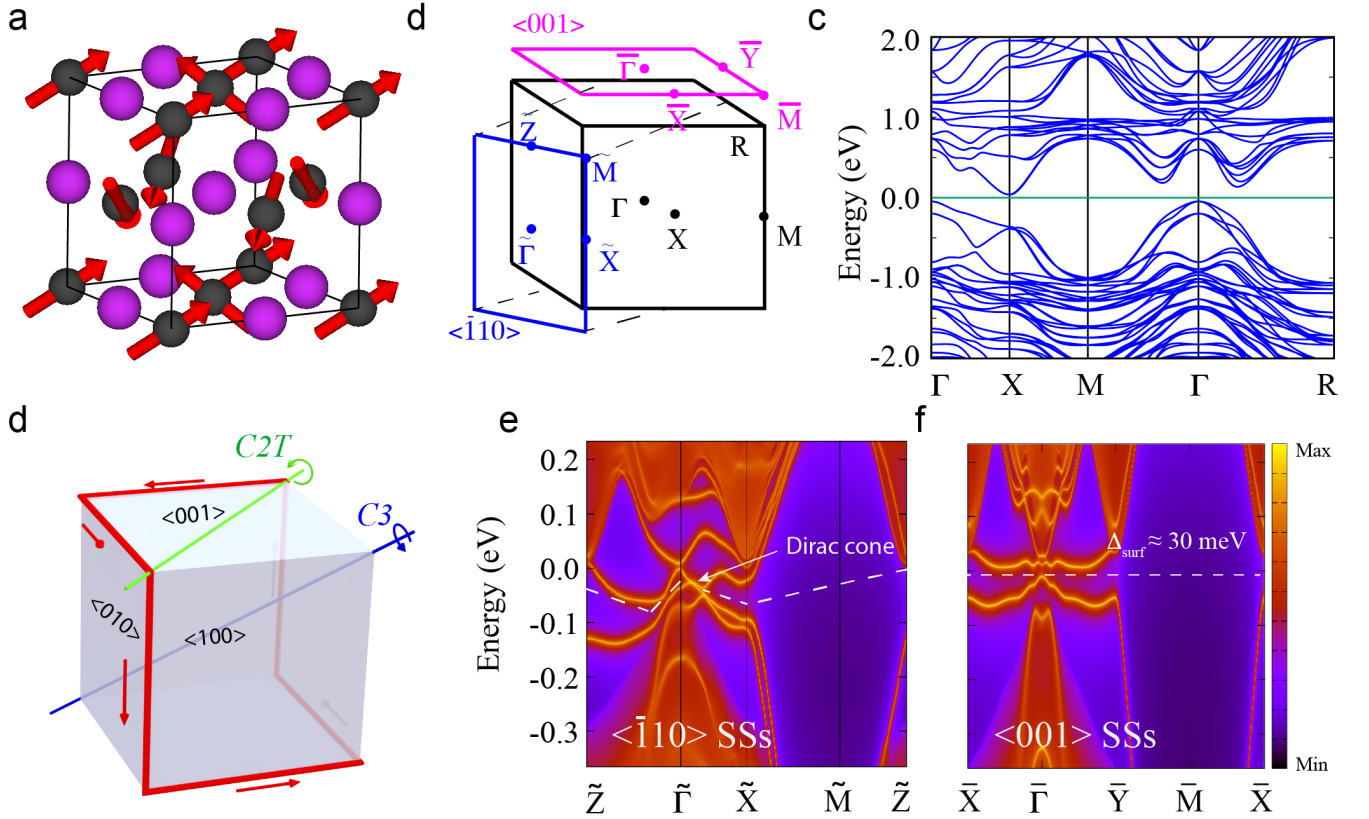 a
d
<001>
Γ̅
Y̅
X̅
M̅
Z̃
M̃
Γ̃
X̃
R
Γ
X
M
<1̅10>
c
Energy (eV)
2.0
1.0
0.0
-1.0
-2.0
Γ X M Γ R
d
C2T
C3
<001>
<010>
<100>
e
Energy (eV)
0.2
0.1
0.0
-0.1
-0.2
-0.3
Dirac cone
<1̅10> SSs
Z̃ Γ̃ X̃ M̃ Z̃
f
Δsurf ≈ 30 meV
<001> SSs
X̅ Γ̅ Y̅ M̅ X̅
Max
Min